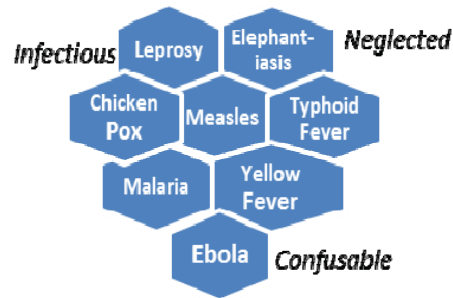 Infectious
Leprosy
Elephant-
iasis
Neglected
Chicken
Pox
Measles
Typhoid
Fever
Malaria
Yellow
Fever
Ebola
Confusable